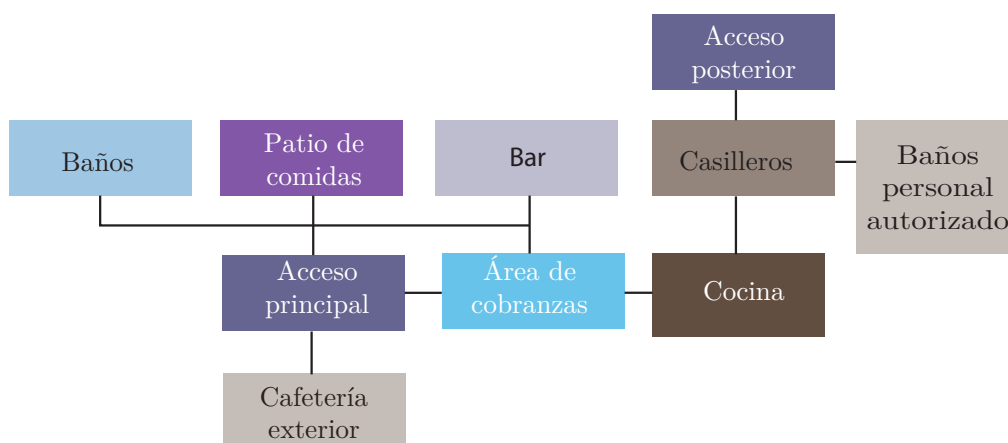 Acceso
posterior
Baños
Patio de
comidas
Bar
Casilleros
Baños
personal
autorizado
Acceso
principal
Área de
cobranzas
Cocina
Cafetería
exterior